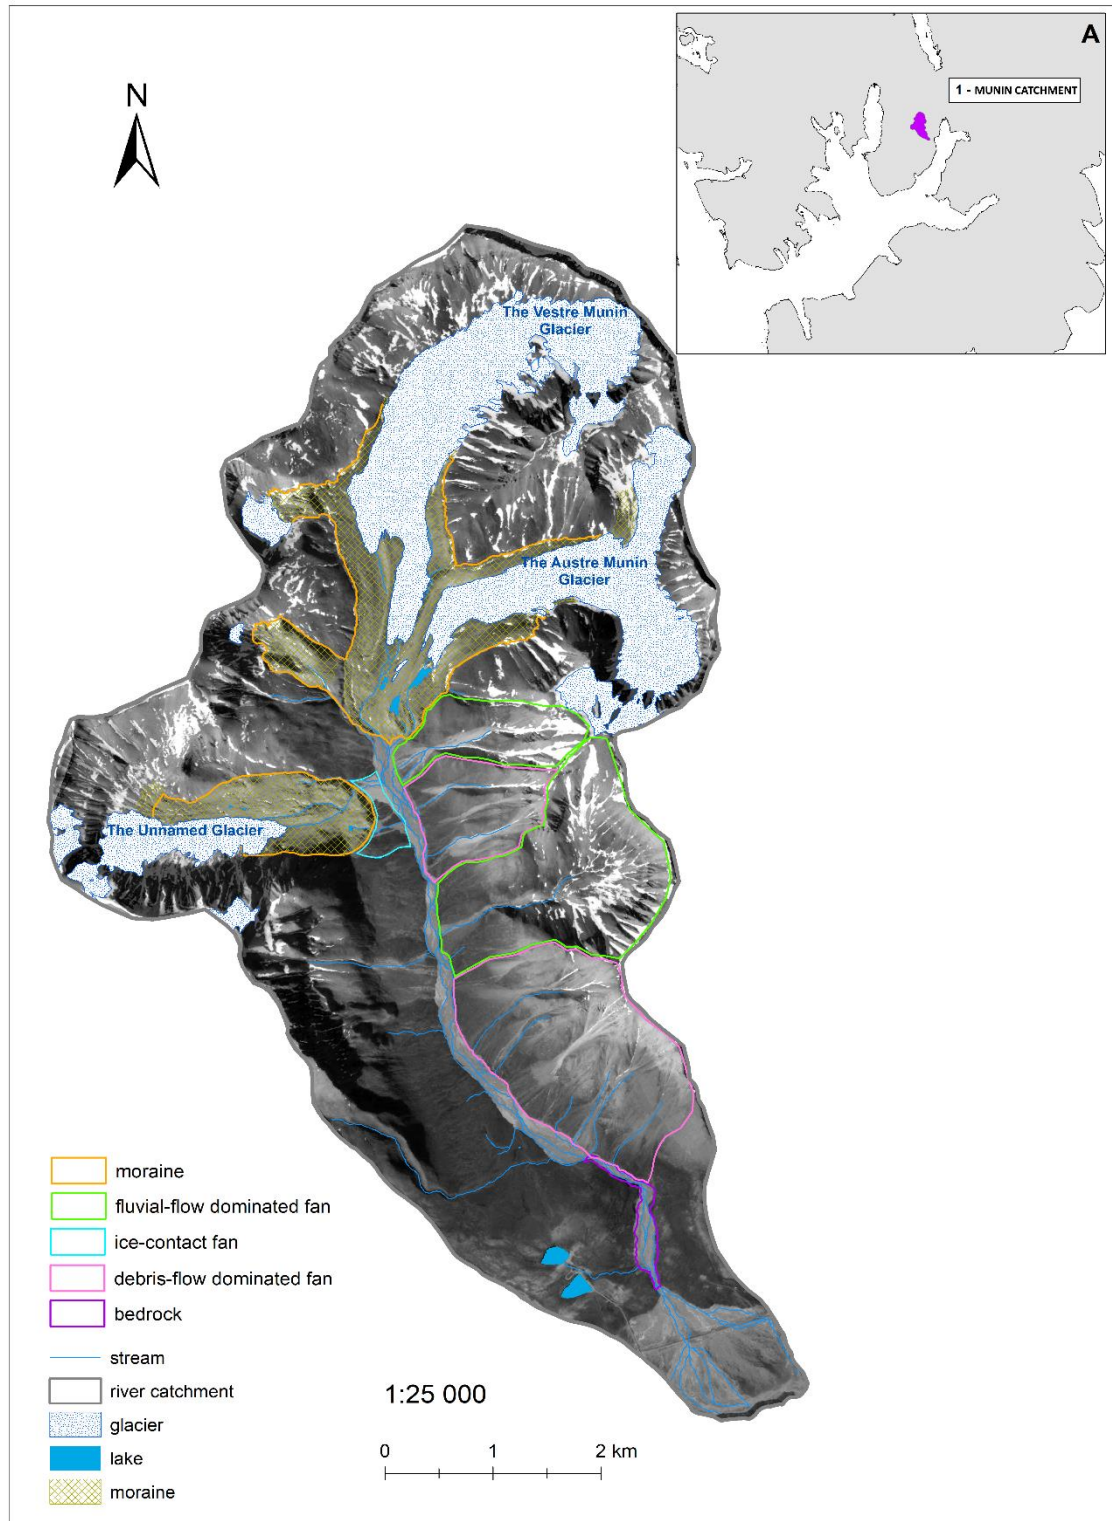 A
1 - MUNIN CATCHMENT
N
The Vestre Munin
Glacier
The Austre Munin
Glacier
The Unnamed Glacier
moraine
fluvial-flow dominated fan
ice-contact fan
debris-flow dominated fan
bedrock
stream
river catchment
glacier
lake
moraine
1:25 000
0 1 2 km